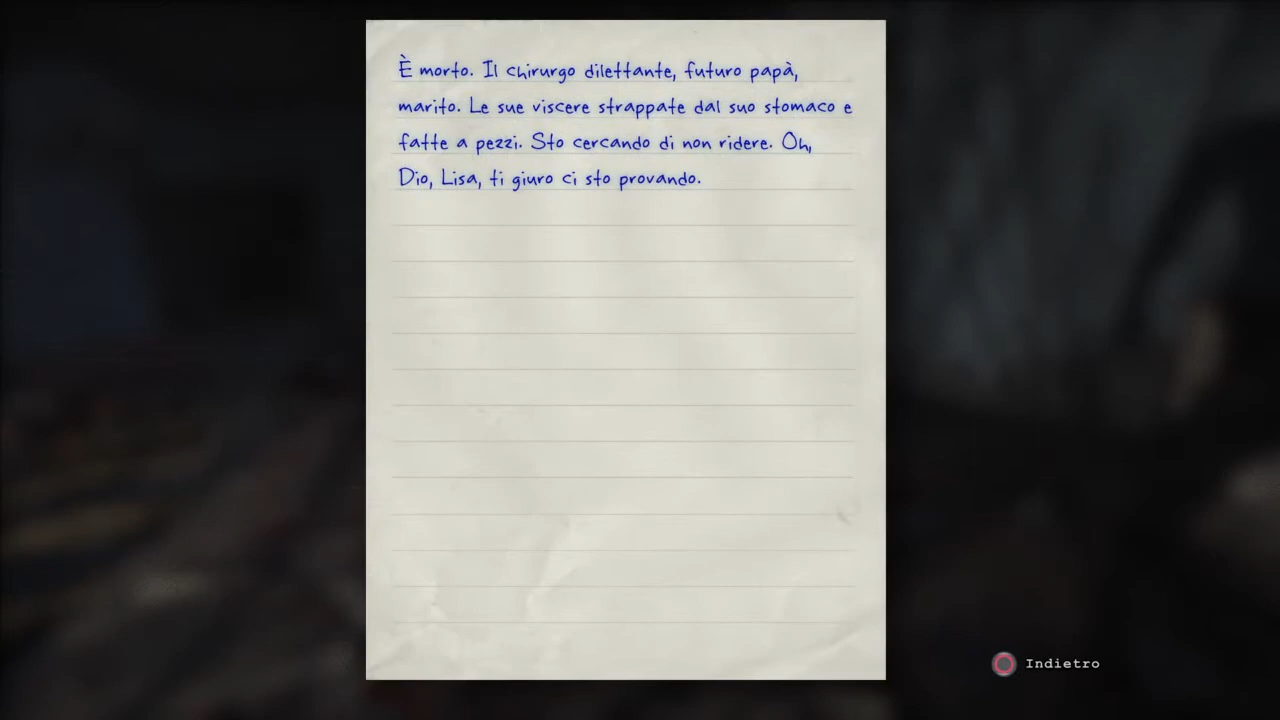 È morto. Il chirurgo dilettante, futuro papà,
marito. Le sue viscere strappate dal suo stomaco e
fatte a pezzi. Sto cercando di non ridere. Oh,
Dio, Lisa, ti giuro ci sto provando.
Indietro